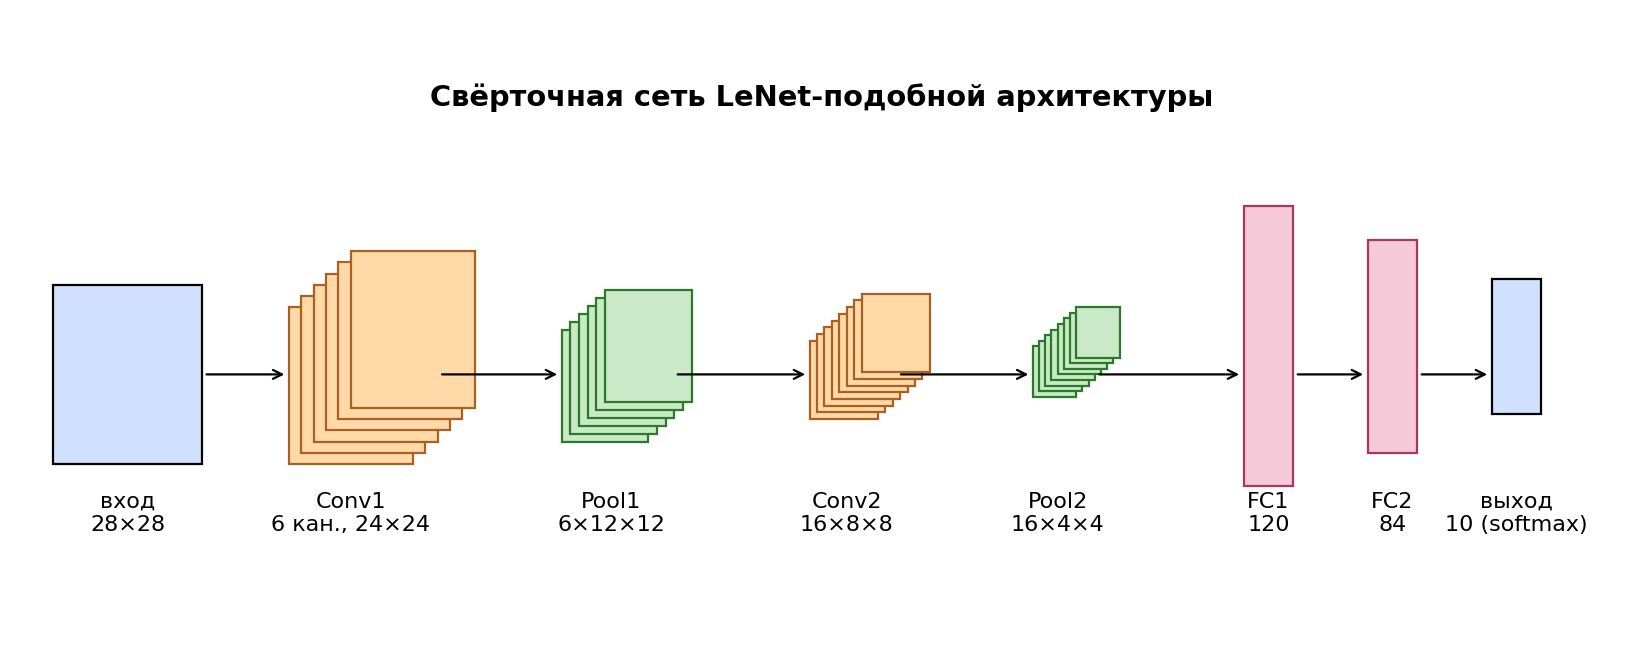 Свёрточная сеть LeNet-подобной архитектуры
вход
28×28
Conv1
6 кан., 24×24
Pool1
6×12×12
Conv2
16×8×8
Pool2
16×4×4
FC1
120
FC2
84
выход
10 (softmax)